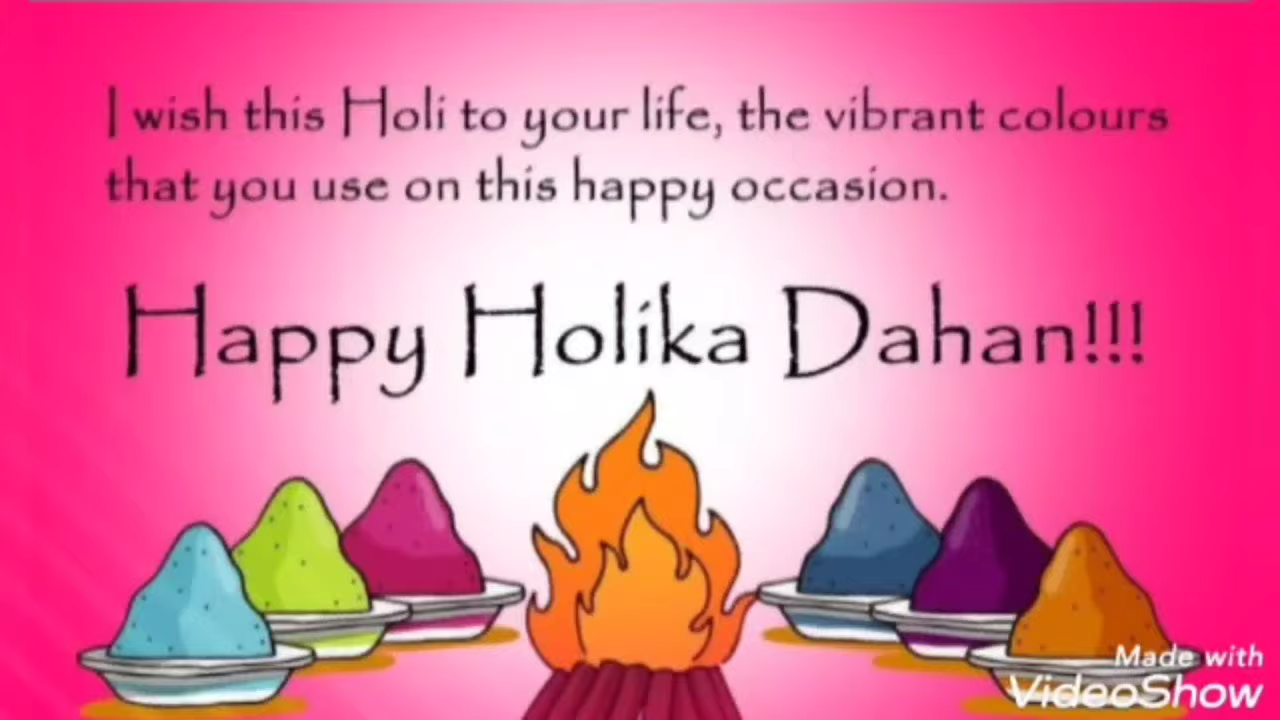 I wish this Holi to your life, the vibrant colours
that you use on this happy occasion.
Happy Holika Dahan!!!
Made with
VideoShow